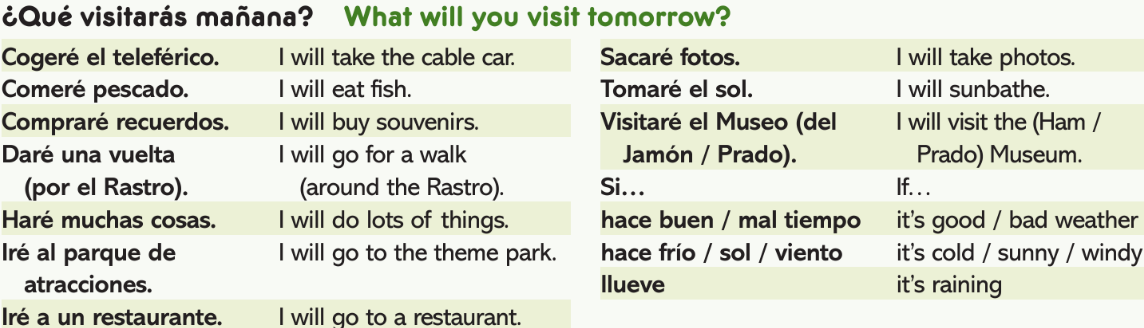 ¿Qué visitarás mañana? What will you visit tomorrow?
Cogeré el teleférico. I will take the cable car.
Comeré pescado. I will eat fish.
Compraré recuerdos. I will buy souvenirs.
Daré una vuelta I will go for a walk
(por el Rastro). (around the Rastro).
Haré muchas cosas. I will do lots of things.
Iré al parque de I will go to the theme park.
atracciones.
Iré a un restaurante. I will go to a restaurant.
Sacaré fotos. I will take photos.
Tomaré el sol. I will sunbathe.
Visitaré el Museo (del I will visit the (Ham /
Jamón / Prado). Prado) Museum.
Si… If…
hace buen / mal tiempo it's good / bad weather
hace frío / sol / viento it's cold / sunny / windy
llueve it's raining